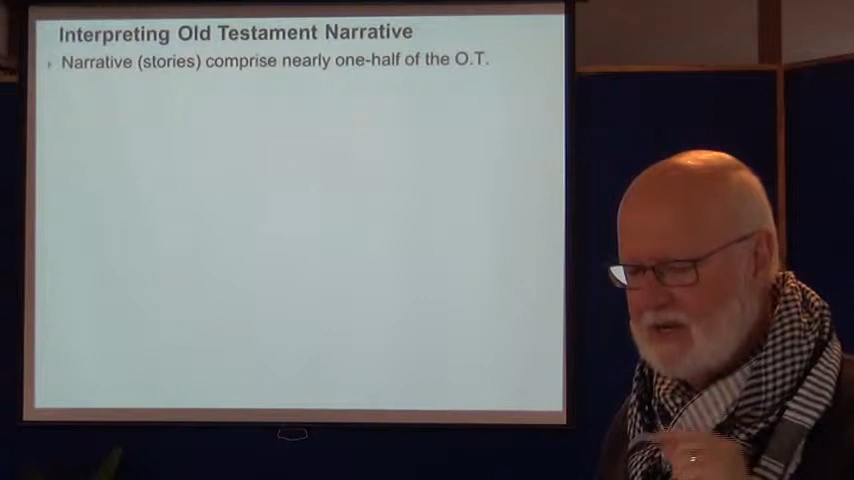 Interpreting Old Testament Narrative
Narrative (stories) comprise nearly one-half of the O.T.